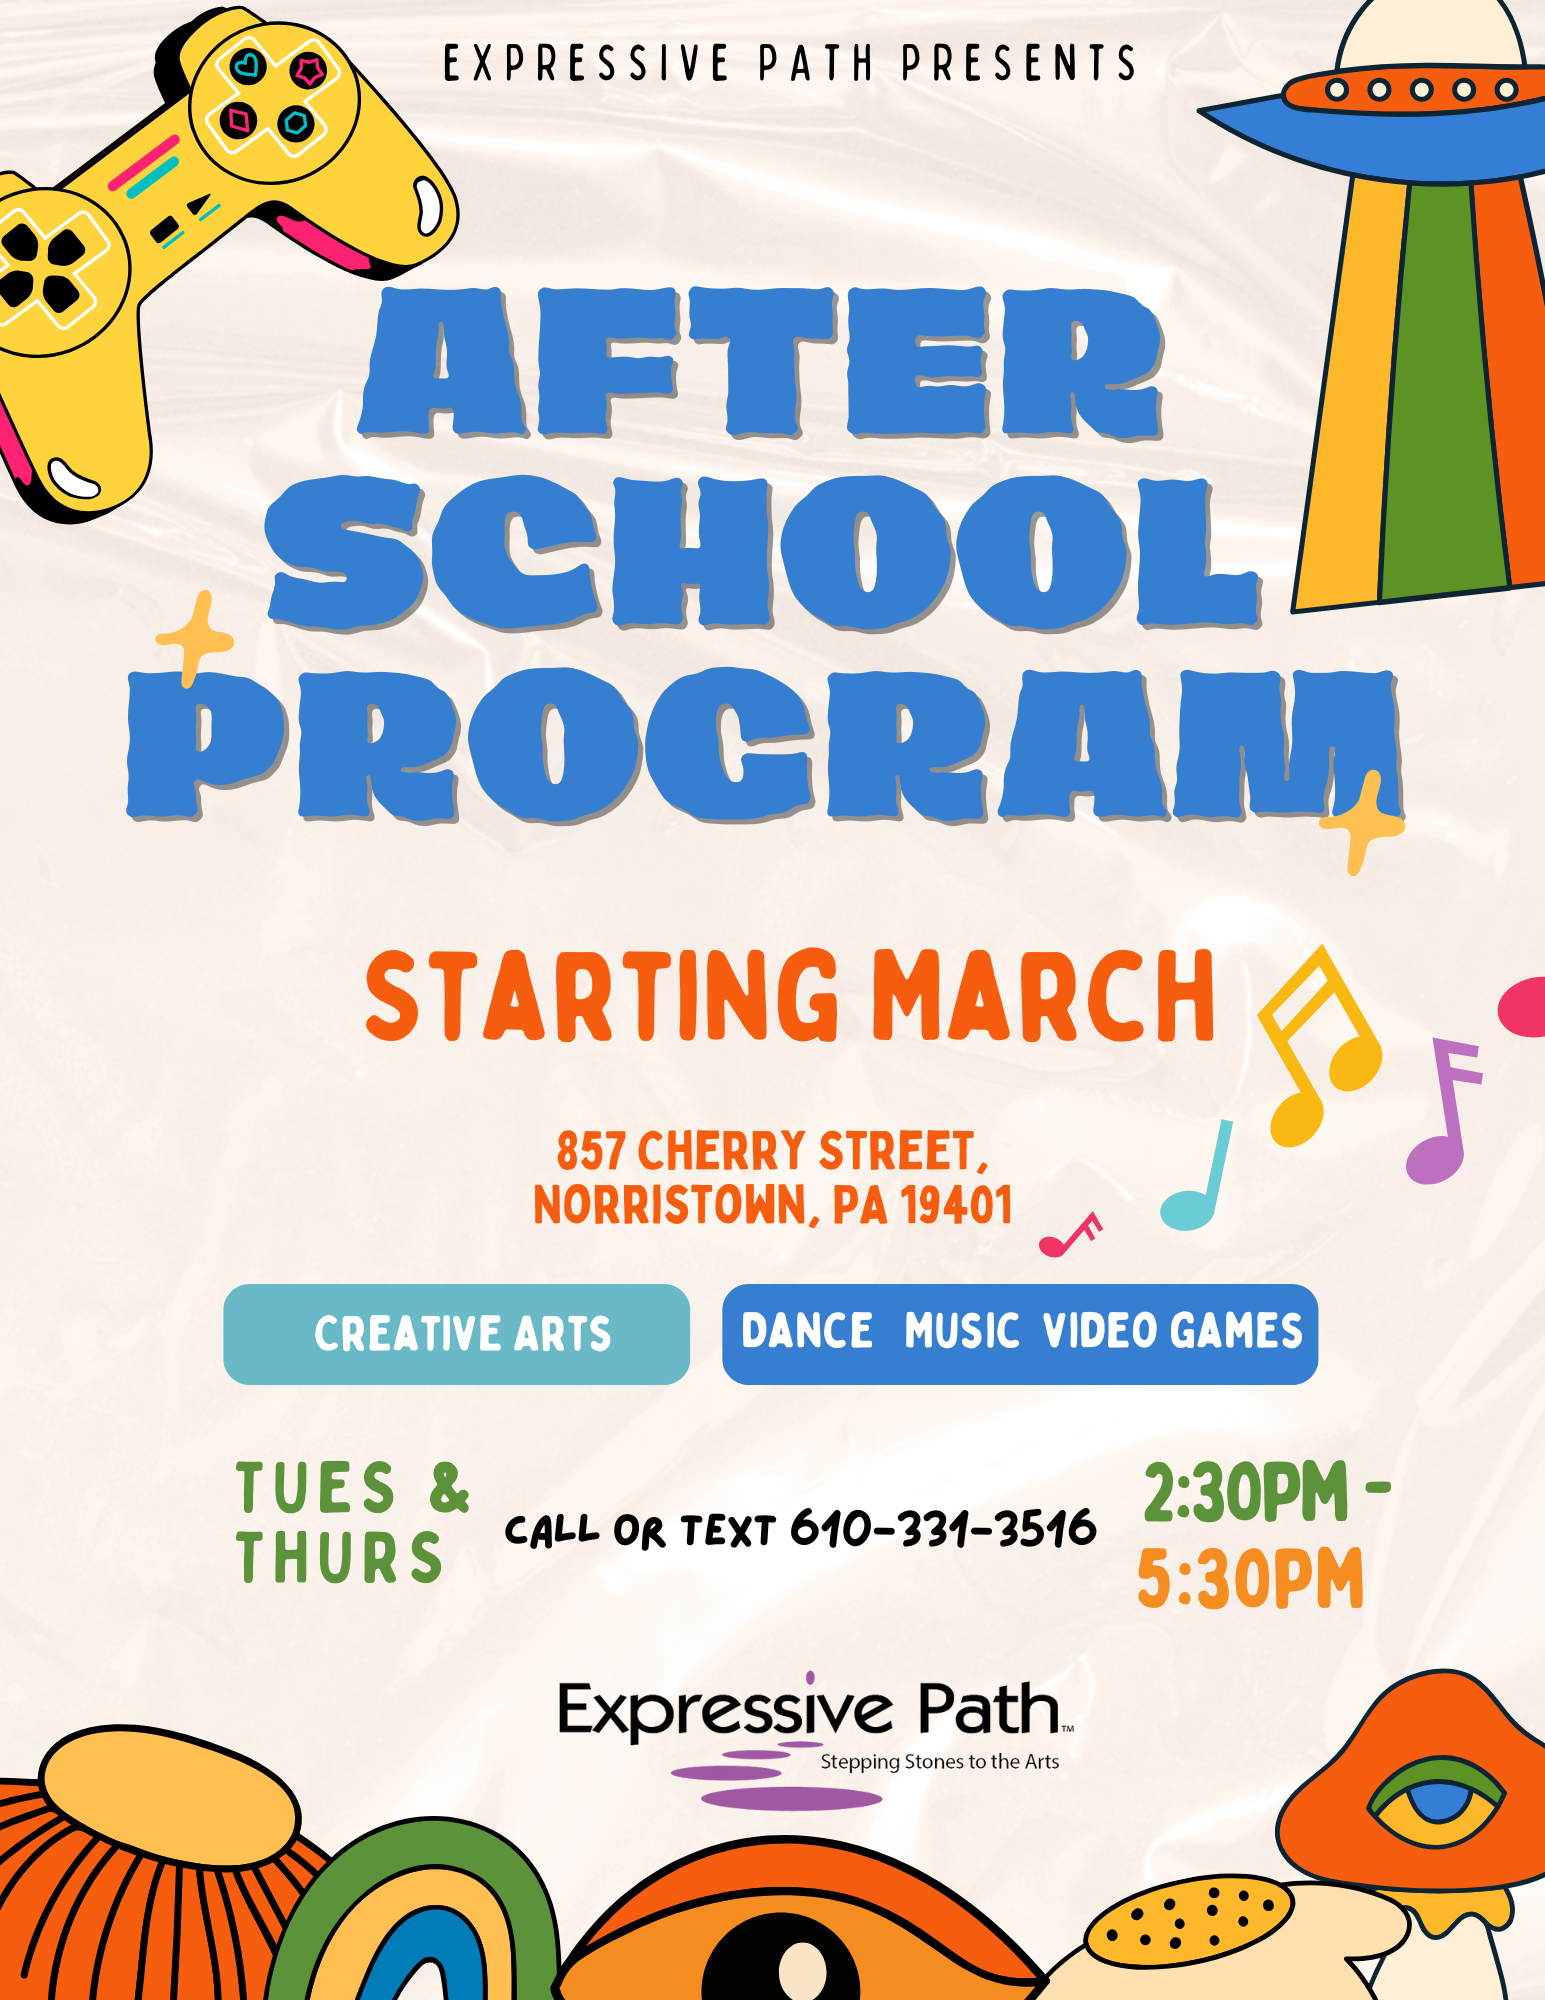 EXPRESSIVE PATH PRESENTS
AFTER
SCHOOL
PROGRAM
STARTING MARCH
857 CHERRY STREET,
NORRISTOWN, PA 19401
CREATIVE ARTS
DANCE MUSIC VIDEO GAMES
TUES &
THURS
CALL OR TEXT 610-331-3516
2:30PM -
5:30PM
Expressive Path™
Stepping Stones to the Arts